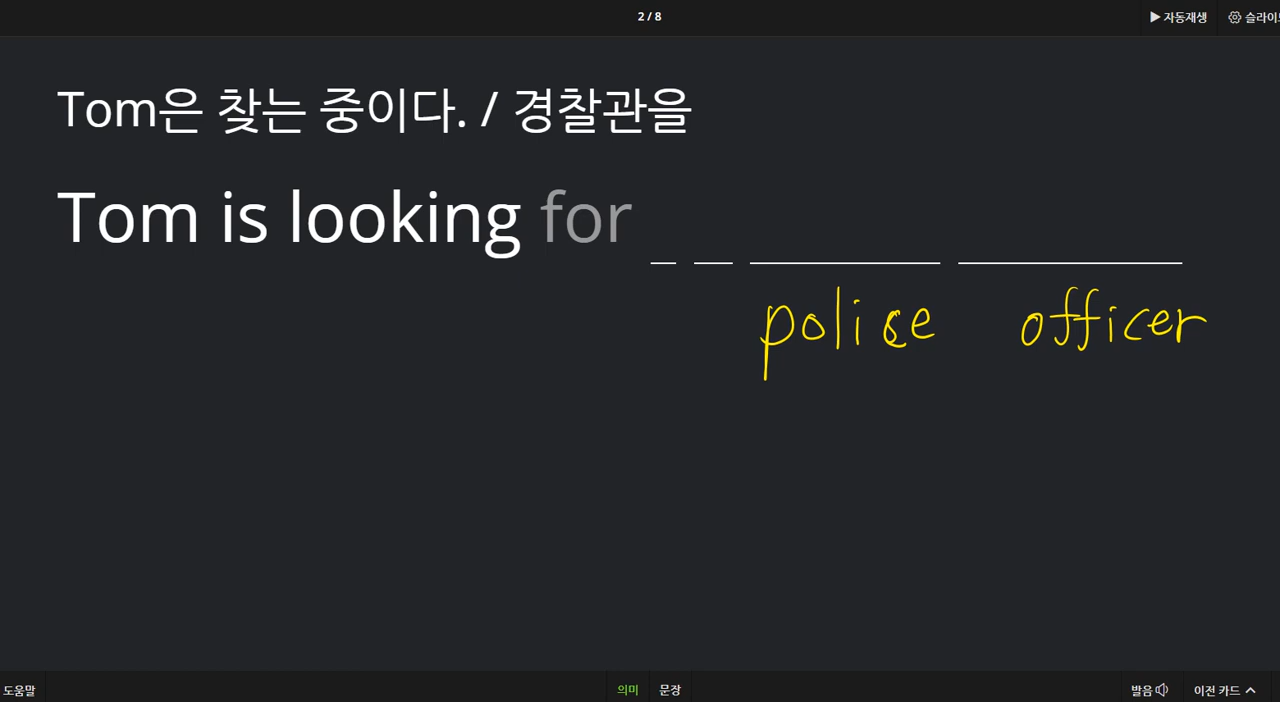 2 / 8
▶ 자동재생
슬라이드
Tom은 찾는 중이다. / 경찰관을
Tom is looking for _ _ _ _
police officer
도움말
의미
문장
발음
이전 카드